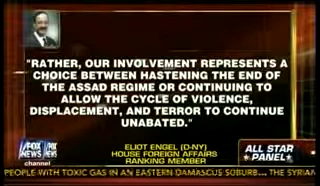 "RATHER, OUR INVOLVEMENT REPRESENTS A
CHOICE BETWEEN HASTENING THE END OF
THE ASSAD REGIME OR CONTINUING TO
ALLOW THE CYCLE OF VIOLENCE,
DISPLACEMENT, AND TERROR TO CONTINUE
UNABATED."
ELIOT ENGEL (D-NY)
HOUSE FOREIGN AFFAIRS
RANKING MEMBER
FOX NEWS channel
FOX NEWS
ALL STAR
PANEL
PEOPLE WITH TOXIC GAS IN AN EASTERN DAMASCUS SUBURB... THE SYRIAN